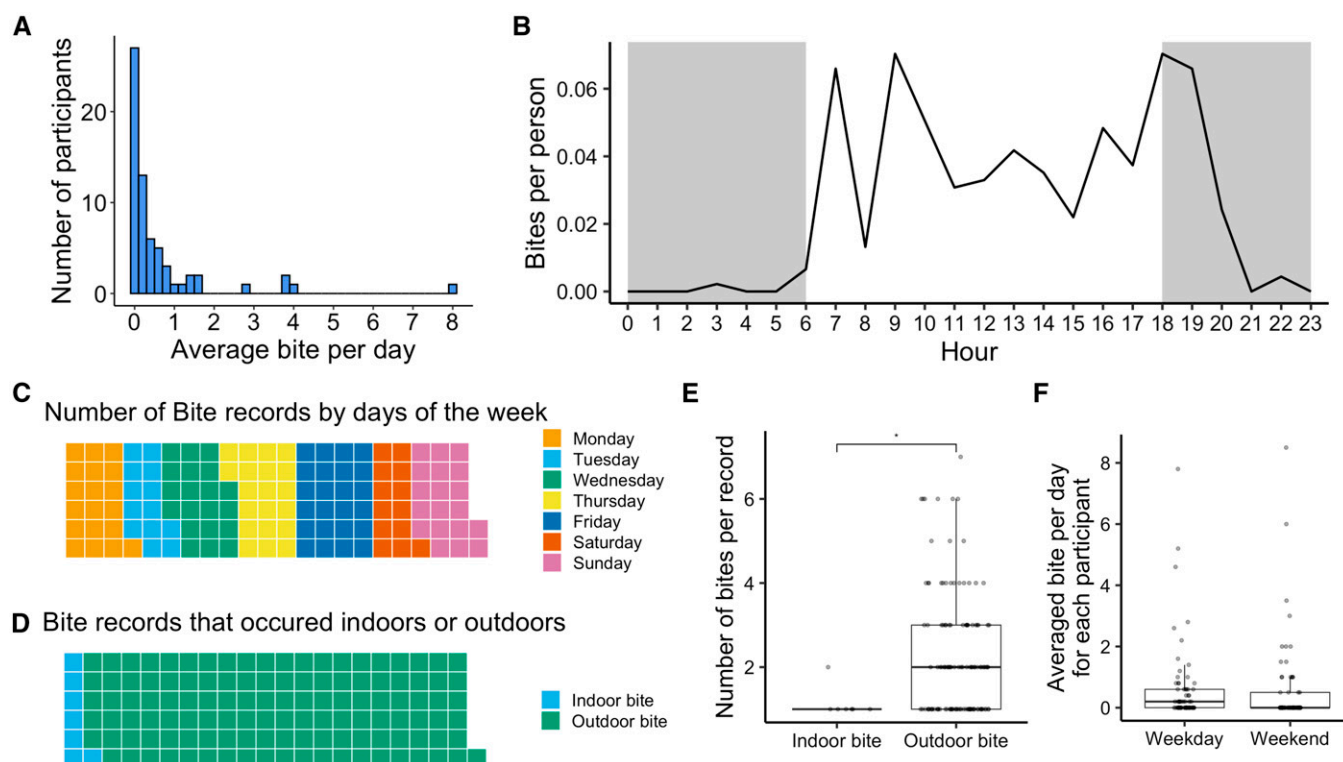 A
Number of participants
20
10
0
0 1 2 3 4 5 6 7 8
Average bite per day
B
Bites per person
0.06
0.04
0.02
0.00
0 1 2 3 4 5 6 7 8 9 10 11 12 13 14 15 16 17 18 19 20 21 22 23
Hour
C
Number of Bite records by days of the week
Monday
Tuesday
Wednesday
Thursday
Friday
Saturday
Sunday
D Bite records that occured indoors or outdoors
Indoor bite
Outdoor bite
E
Number of bites per record
*
6
4
2
Indoor bite Outdoor bite
F
Averaged bite per day
for each participant
8
6
4
2
0
Weekday Weekend